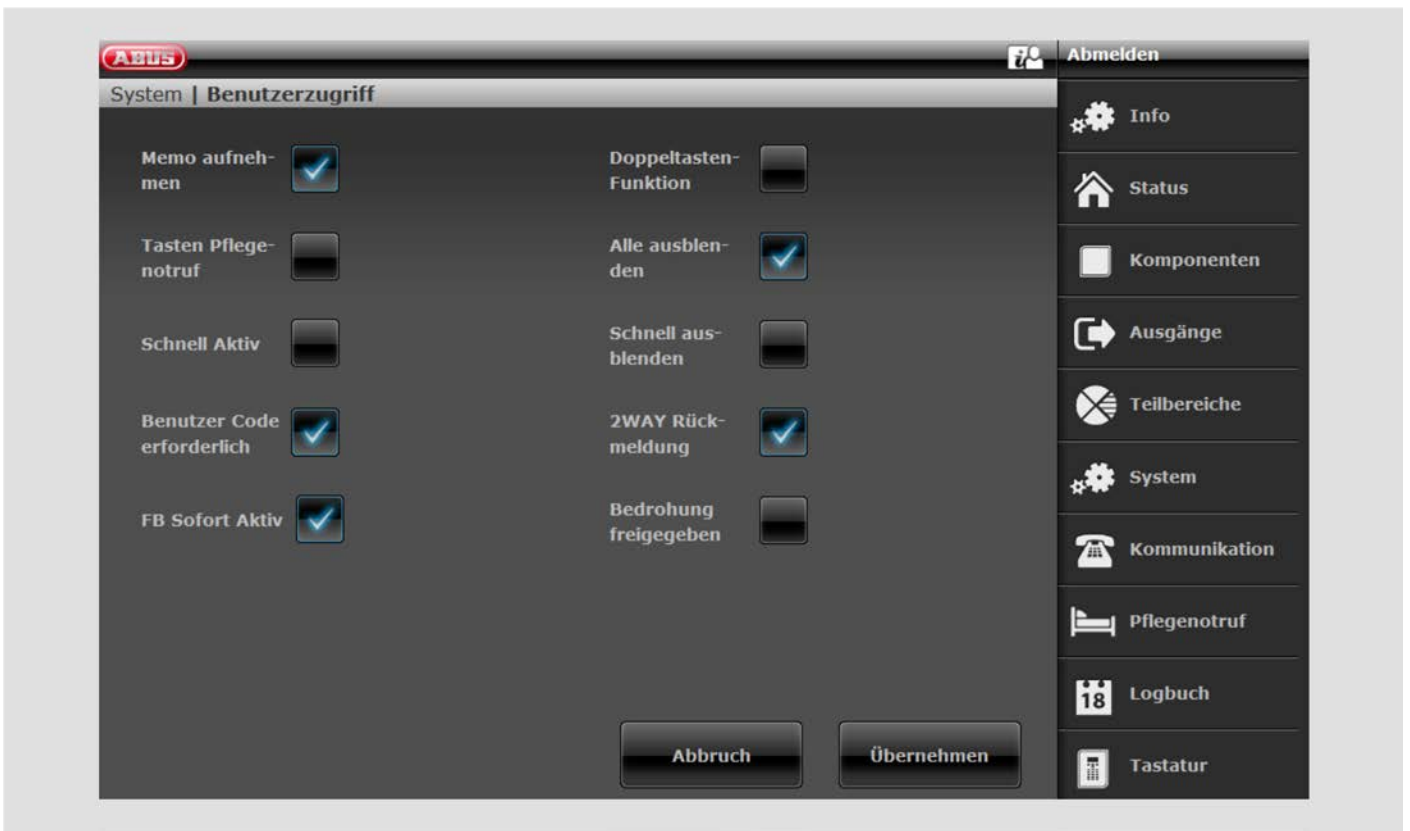 ABUS
Abmelden
System | Benutzerzugriff
Memo aufneh-
men
Doppeltasten-
Funktion
Tasten Pflege-
notruf
Alle ausblen-
den
Schnell Aktiv
Schnell aus-
blenden
Benutzer Code
erforderlich
2WAY Rück-
meldung
FB Sofort Aktiv
Bedrohung
freigegeben
Abbruch
Übernehmen
Info
Status
Komponenten
Ausgänge
Teilbereiche
System
Kommunikation
Pflegenotruf
18
Logbuch
Tastatur